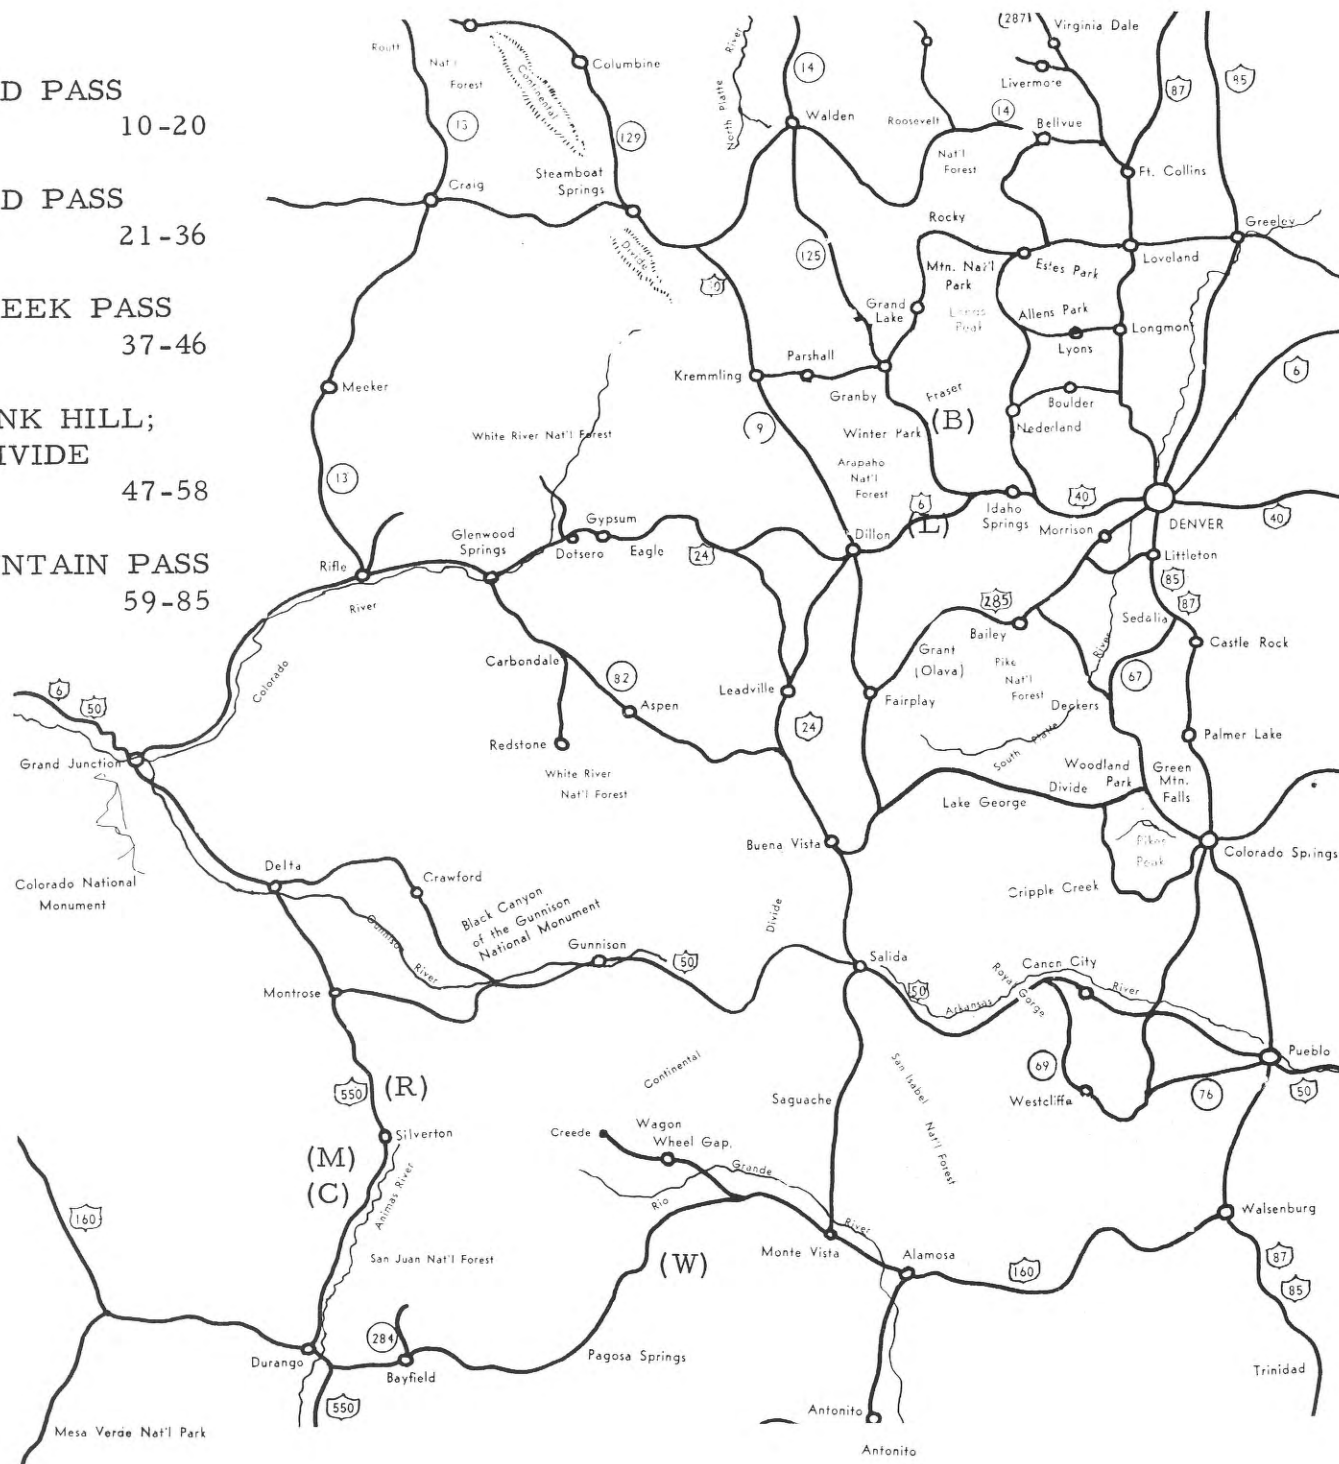 D PASS
10-20
D PASS
21-36
EEK PASS
37-46
NK HILL;
IVIDE
47-58
NTAIN PASS
59-85
287
Virginia Dale
Routt
Nat'l
Forest
Continental
Columbine
River
North Platte
14
Livermore
87
85
13
129
Walden
Roosevelt
14
Bellvue
Nat'l
Forest
Steamboat
Springs
Ft. Collins
Craig
Rocky
Greeley
Divide
125
Mtn. Nat'l
Park
Estes Park
Loveland
40
Grand
Lake
Longs
Peak
Allens Park
Longmont
Lyons
Meeker
Kremmling
Parshall
Granby
Fraser
6
Boulder
9
Winter Park
(B)
Nederland
White River Nat'l Forest
Arapaho
Nat'l
Forest
13
6
(L)
Idaho
Springs
40
Morrison
DENVER
40
Glenwood
Springs
Gypsum
Dotsero
Eagle
24
Dillon
Littleton
Rifle
River
85
87
285
Bailey
Sedalia
Castle Rock
Carbondale
Grant
(Olava)
Pike
Nat'l
Forest
River
Colorado
82
67
Leadville
Fairplay
Deckers
6
50
Aspen
24
South Platte
Palmer Lake
Redstone
Grand Junction
White River
Nat'l Forest
Woodland
Park
Green
Mtn.
Falls
Divide
Lake George
Buena Vista
Pikes
Peak
Colorado Springs
Delta
Crawford
Colorado National
Monument
Cripple Creek
Black Canyon
of the Gunnison
National Monument
Gunnison
River
Divide
Gunnison
50
Salida
Canon City
Royal Gorge
Montrose
50
Arkansas
River
Continental
San Isabel Nat'l Forest
Pueblo
550
(R)
Saguache
69
Westcliffe
76
50
Silverton
Creede
Wagon
Wheel Gap
(M)
(C)
Animas River
Rio
Grande
River
160
Walsenburg
San Juan Nat'l Forest
(W)
Monte Vista
Alamosa
160
87
85
284
Durango
Bayfield
Pagosa Springs
Trinidad
550
Antonito
Mesa Verde Nat'l Park
Antonito